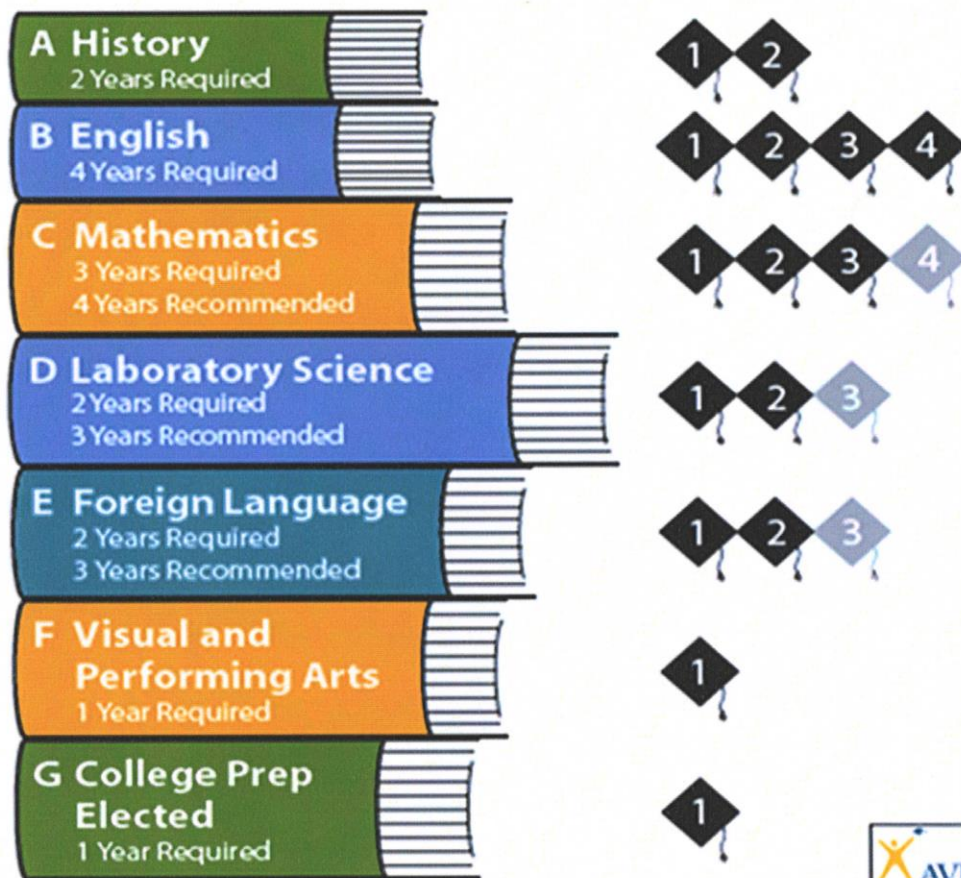 A History
2 Years Required
1 2
B English
4 Years Required
1 2 3 4
C Mathematics
3 Years Required
4 Years Recommended
1 2 3 4
D Laboratory Science
2 Years Required
3 Years Recommended
1 2 3
E Foreign Language
2 Years Required
3 Years Recommended
1 2 3
F Visual and
Performing Arts
1 Year Required
1
G College Prep
Elected
1 Year Required
1